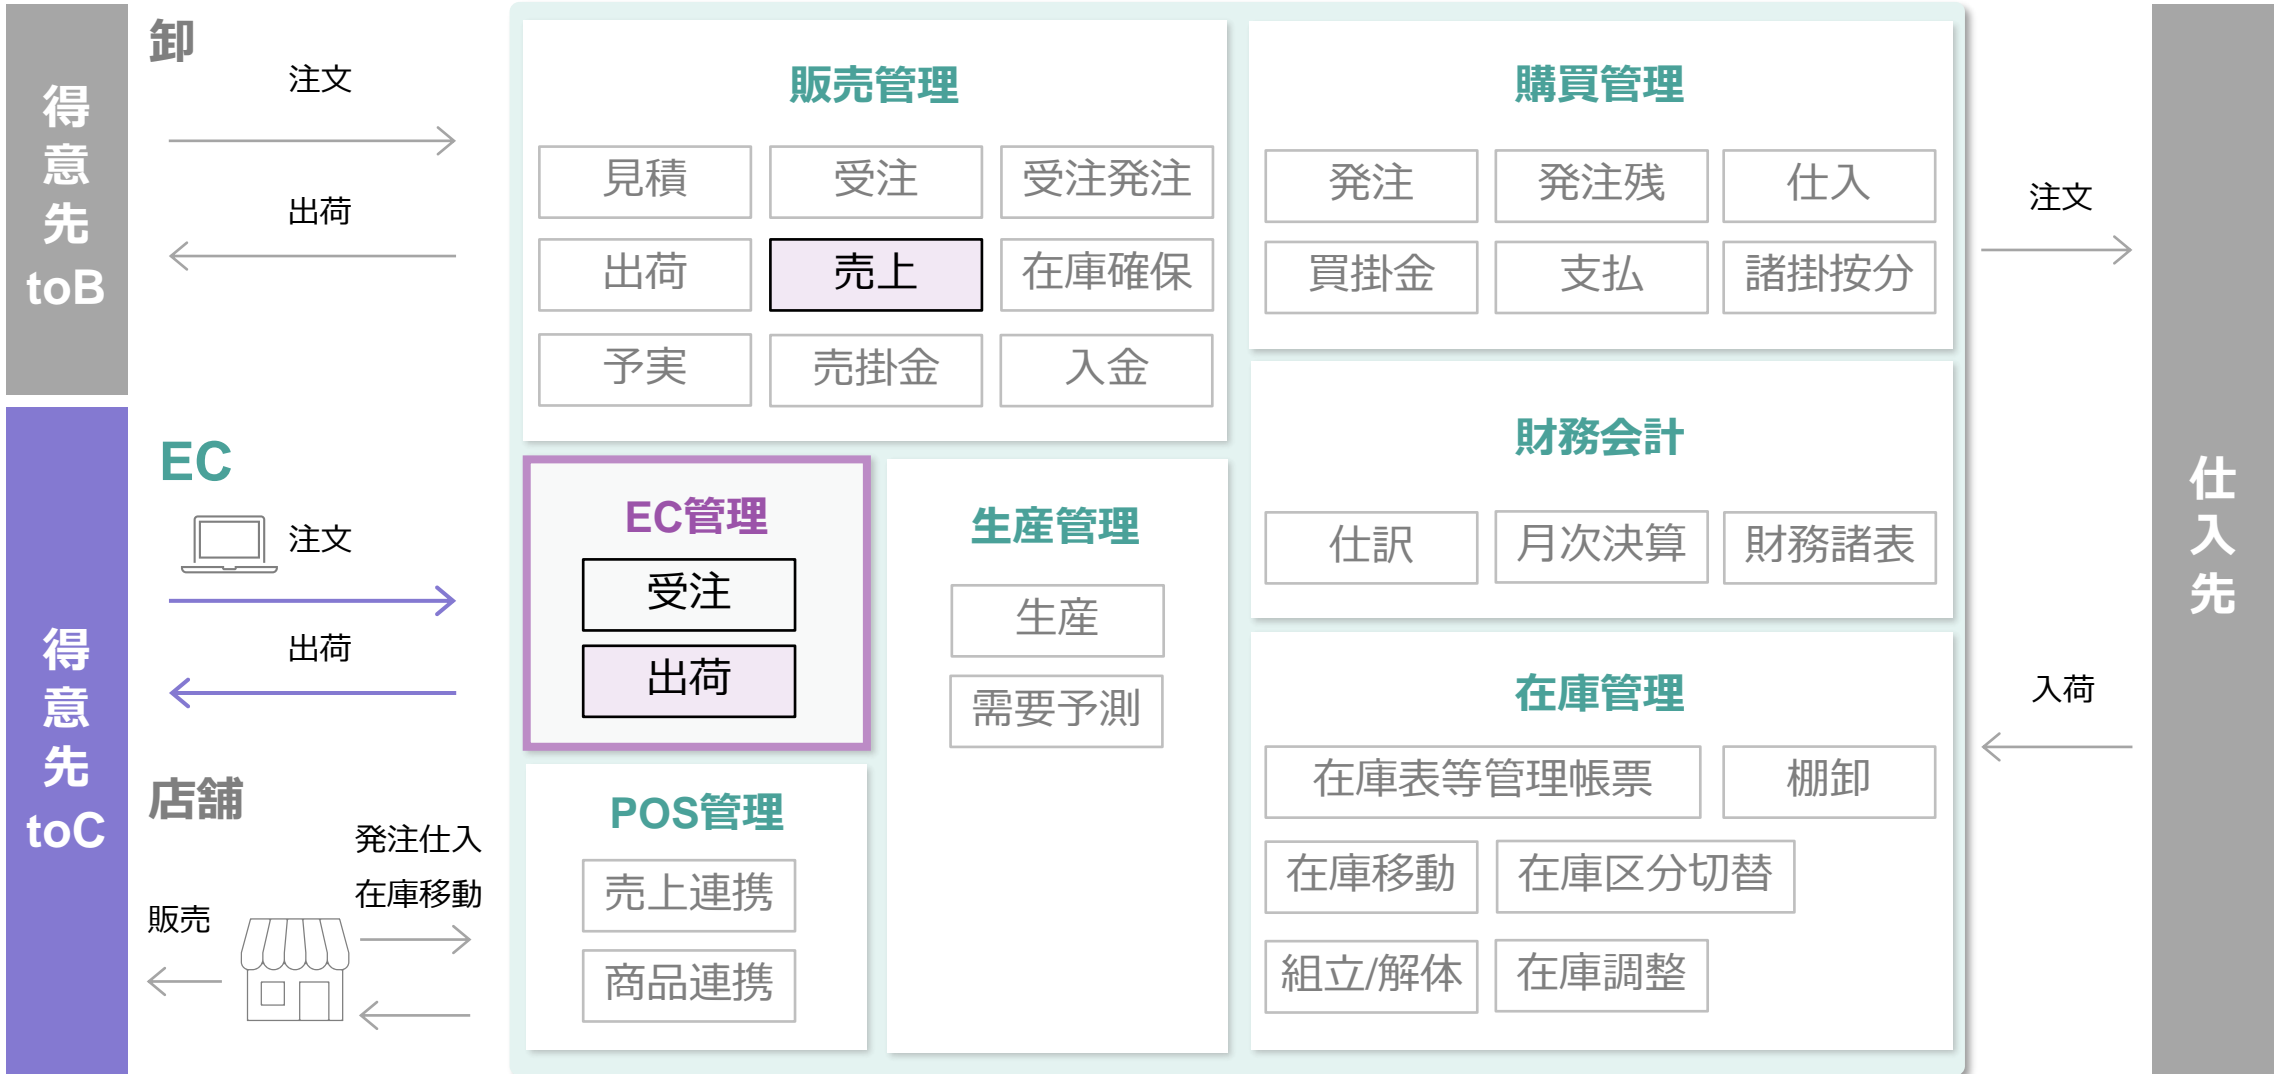 得意先toB
卸
注文
出荷
得意先toC
EC
注文
出荷
店舗
発注仕入
在庫移動
販売
販売管理
見積
受注
受注発注
出荷
売上
在庫確保
予実
売掛金
入金
EC管理
受注
出荷
POS管理
売上連携
商品連携
生産管理
生産
需要予測
購買管理
発注
発注残
仕入
買掛金
支払
諸掛按分
財務会計
仕訳
月次決算
財務諸表
在庫管理
在庫表等管理帳票
棚卸
在庫移動
在庫区分切替
組立/解体
在庫調整
注文
入荷
仕入先